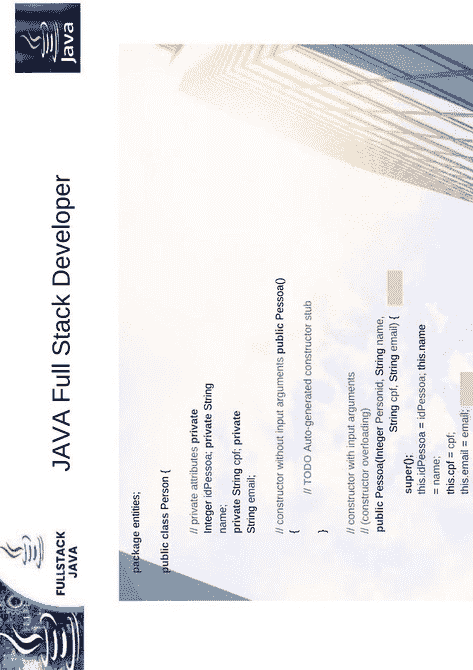 FULLSTACK
JAVA
JAVA Full Stack Developer
Java
package entities;
public class Person {
// private attributes private
Integer idPessoa; private String
name;
private String cpf; private
String email;
// constructor without input arguments public Pessoa()
{
// TODO Auto-generated constructor stub
}
// constructor with input arguments
// (constructor overloading)
public Pessoa(Integer Personid, String name,
String cpf, String email) {
super();
this.idPessoa = idPessoa; this.name
= name;
this.cpf = cpf;
this.email = email;